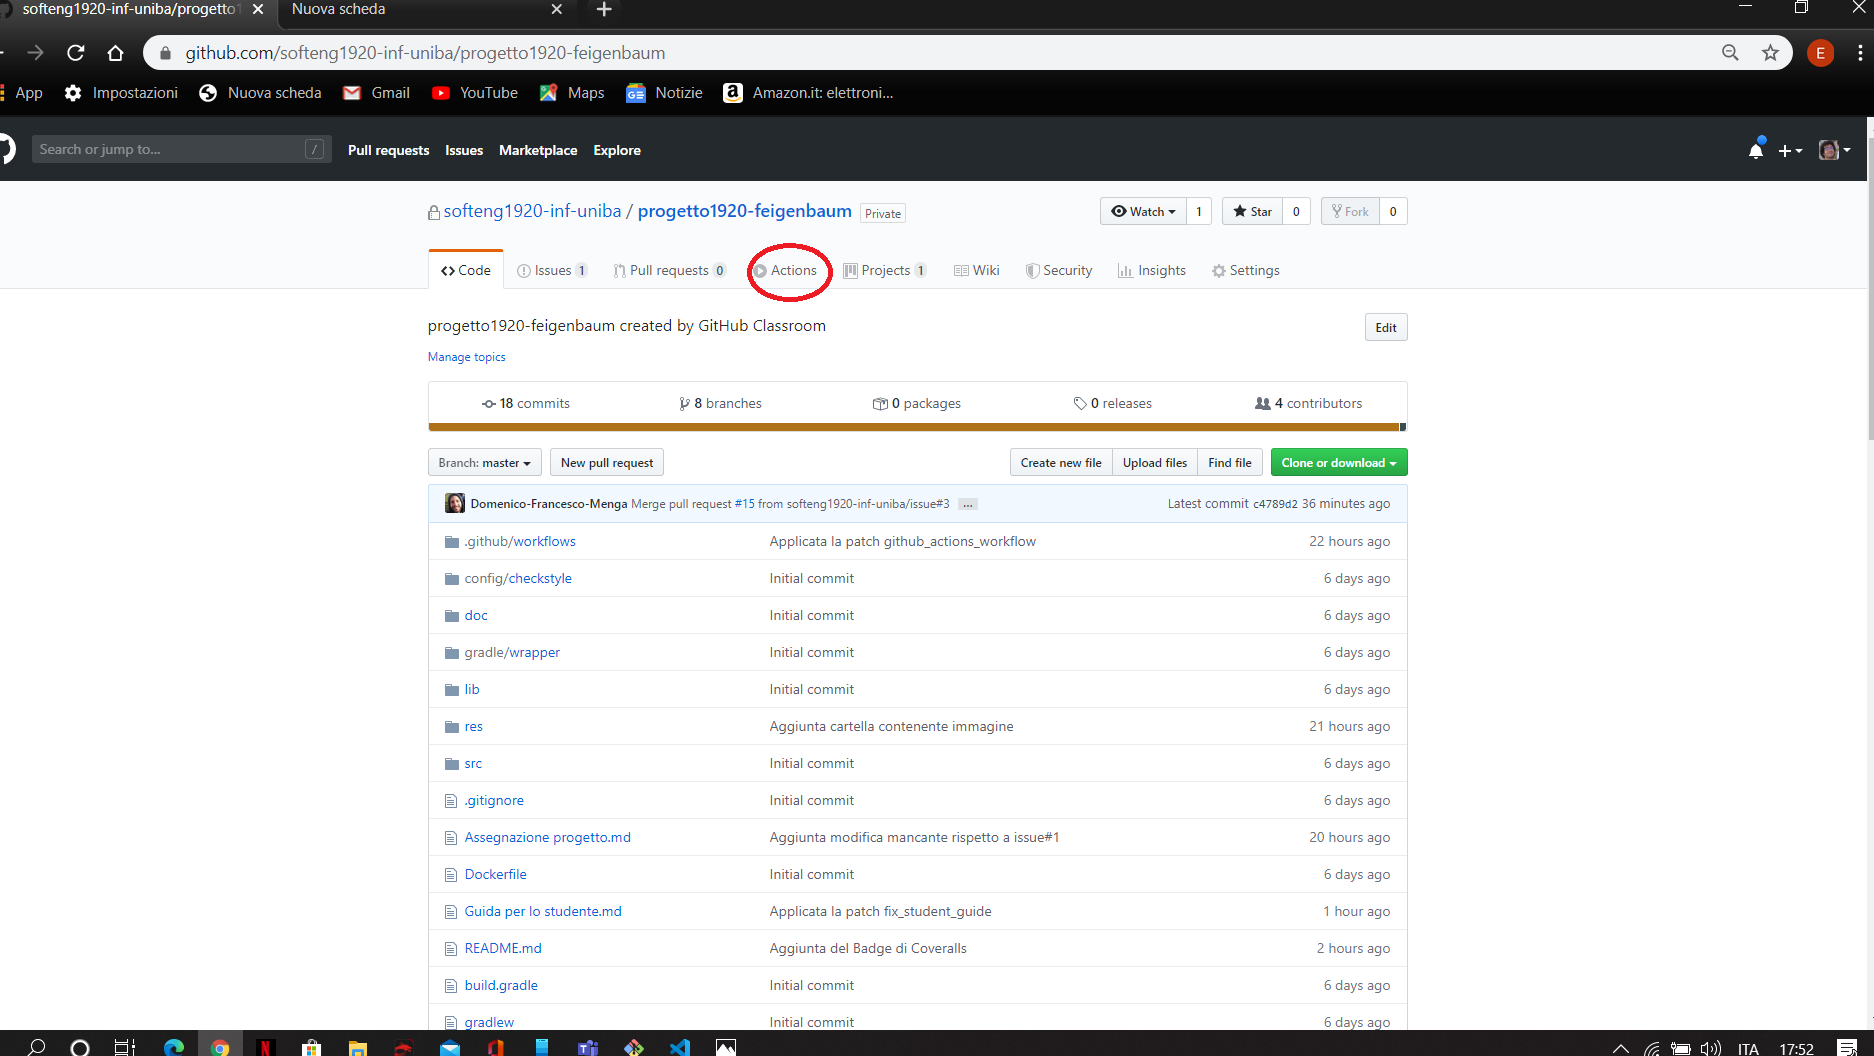 softeng1920-inf-uniba/progetto1 Nuova scheda
github.com/softeng1920-inf-uniba/progetto1920-feigenbaum E
App Impostazioni Nuova scheda Gmail YouTube Maps Notizie Amazon.it: elettroni...
Search or jump to... / Pull requests Issues Marketplace Explore
softeng1920-inf-uniba / progetto1920-feigenbaum Private Watch 1 Star 0 Fork 0
Code Issues 1 Pull requests 0 Actions Projects 1 Wiki Security Insights Settings
progetto1920-feigenbaum created by GitHub Classroom Edit
Manage topics
18 commits 8 branches 0 packages 0 releases 4 contributors
Branch: master New pull request Create new file Upload files Find file Clone or download
Domenico-Francesco-Menga Merge pull request #15 from softeng1920-inf-uniba/issue#3 ... Latest commit c4789d2 36 minutes ago
.github/workflows Applicata la patch github_actions_workflow 22 hours ago
config/checkstyle Initial commit 6 days ago
doc Initial commit 6 days ago
gradle/wrapper Initial commit 6 days ago
lib Initial commit 6 days ago
res Aggiunta cartella contenente immagine 21 hours ago
src Initial commit 6 days ago
.gitignore Initial commit 6 days ago
Assegnazione progetto.md Aggiunta modifica mancante rispetto a issue#1 20 hours ago
Dockerfile Initial commit 6 days ago
Guida per lo studente.md Applicata la patch fix_student_guide 1 hour ago
README.md Aggiunta del Badge di Coveralls 2 hours ago
build.gradle Initial commit 6 days ago
gradlew Initial commit 6 days ago
ITA 17:52